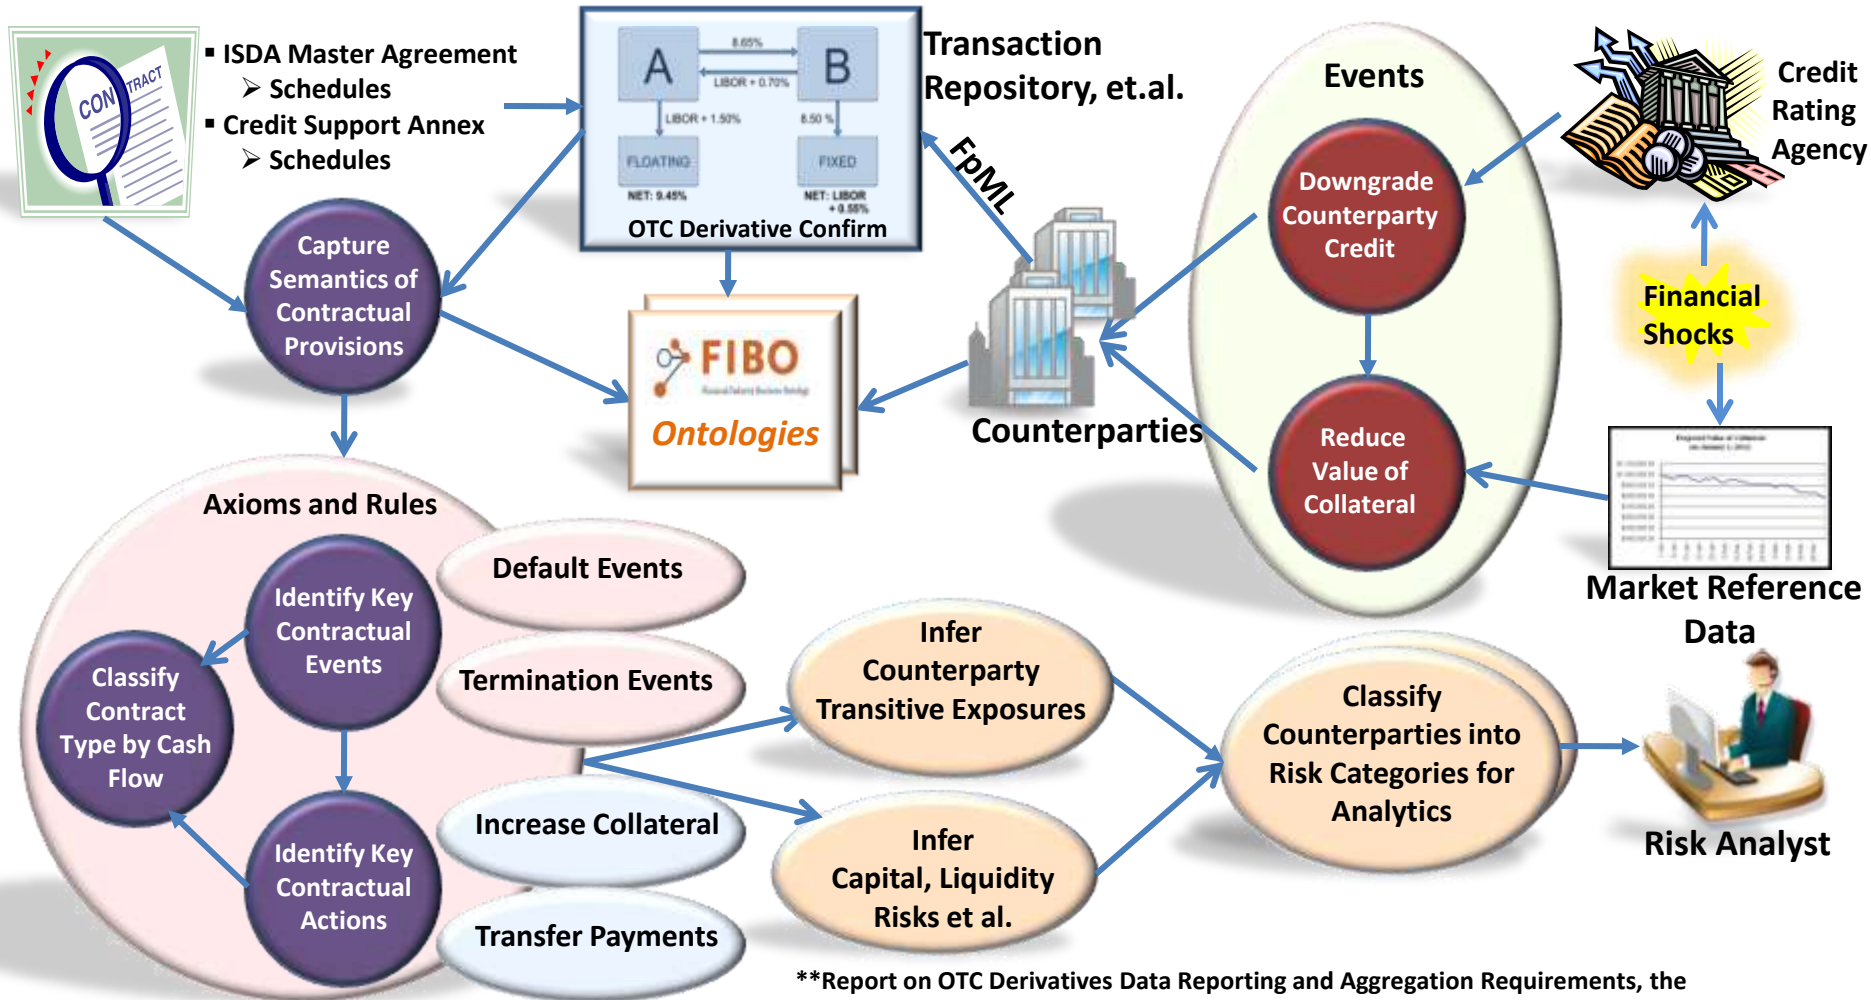 CONTRACT
▪ ISDA Master Agreement
➢ Schedules
▪ Credit Support Annex
➢ Schedules
A
8.65%
B
LIBOR + 0.70%
LIBOR + 1.50%
8.50 %
FLOATING
FIXED
NET: 9.45%
NET: LIBOR
+ 0.55%
OTC Derivative Confirm
Transaction
Repository, et.al.
FpML
Events
Downgrade
Counterparty
Credit
Reduce
Value of
Collateral
Credit
Rating
Agency
Financial
Shocks
Market Reference
Data
Capture
Semantics of
Contractual
Provisions
FIBO
Financial Industry Business Ontology
Ontologies
Counterparties
Axioms and Rules
Identify Key
Contractual
Events
Classify
Contract
Type by Cash
Flow
Identify Key
Contractual
Actions
Default Events
Termination Events
Increase Collateral
Transfer Payments
Infer
Counterparty
Transitive Exposures
Infer
Capital, Liquidity
Risks et al.
Classify
Counterparties into
Risk Categories for
Analytics
Risk Analyst
**Report on OTC Derivatives Data Reporting and Aggregation Requirements, the